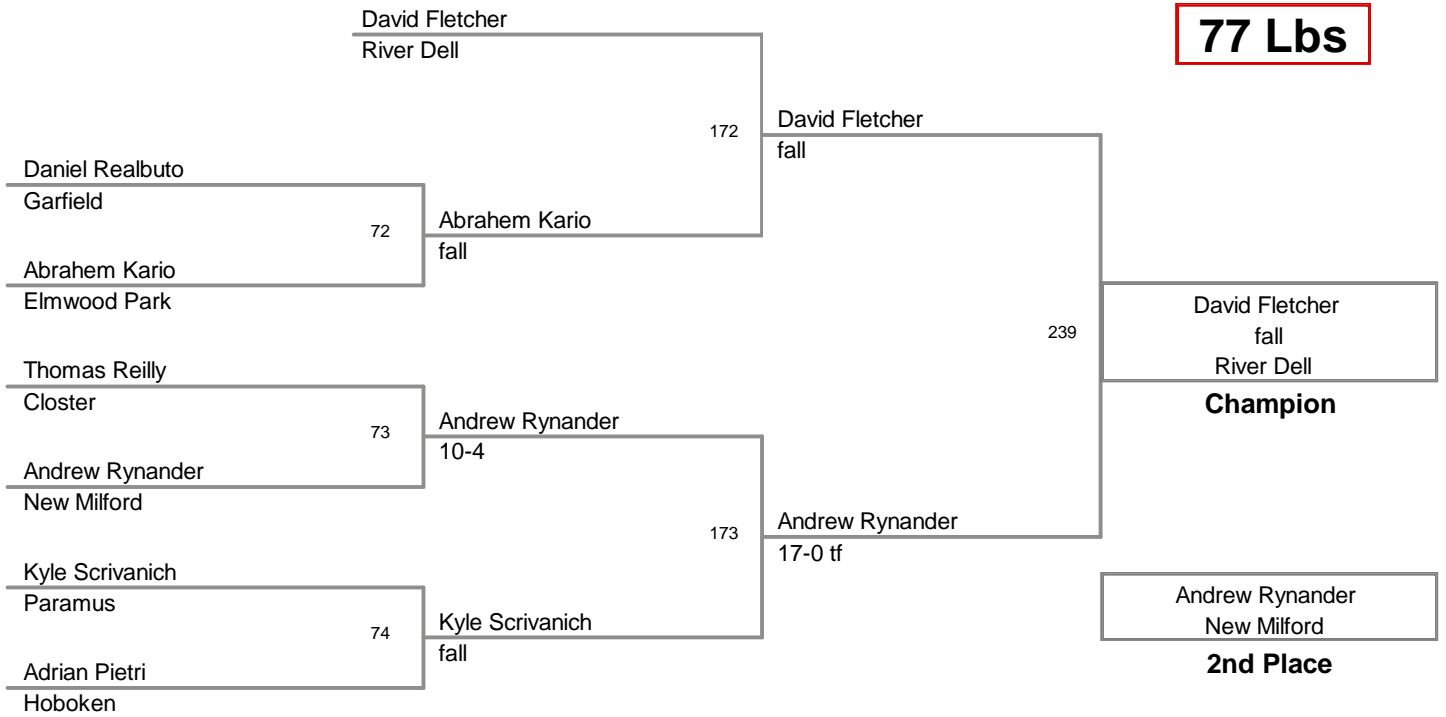 David Fletcher
River Dell
77 Lbs
172
David Fletcher
fall
Daniel Realbuto
Garfield
72
Abrahem Kario
fall
Abrahem Kario
Elmwood Park
239
David Fletcher
fall
River Dell
Champion
Thomas Reilly
Closter
73
Andrew Rynander
10-4
Andrew Rynander
New Milford
173
Andrew Rynander
17-0 tf
Kyle Scrivanich
Paramus
74
Kyle Scrivanich
fall
Adrian Pietri
Hoboken
Andrew Rynander
New Milford
2nd Place